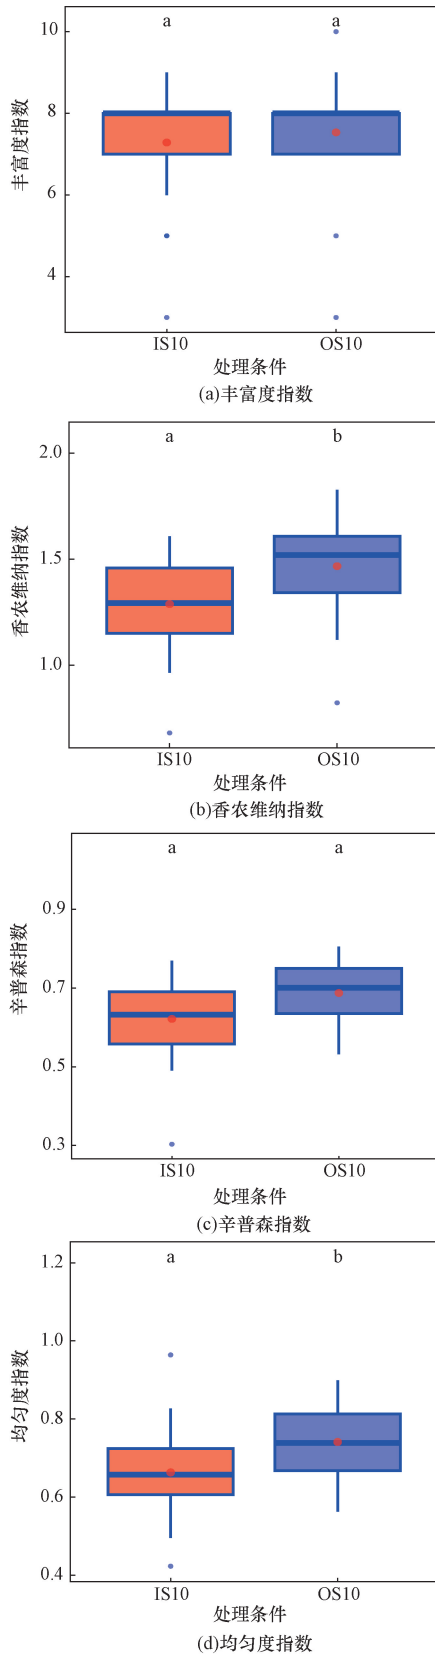 a a
10
8
6
4
丰富度指数
IS10 OS10
处理条件
(a)丰富度指数
a b
2.0
1.5
1.0
香农维纳指数
IS10 OS10
处理条件
(b)香农维纳指数
a a
0.9
0.7
0.5
0.3
辛普森指数
IS10 OS10
处理条件
(c)辛普森指数
a b
1.2
1.0
0.8
0.6
0.4
均匀度指数
IS10 OS10
处理条件
(d)均匀度指数